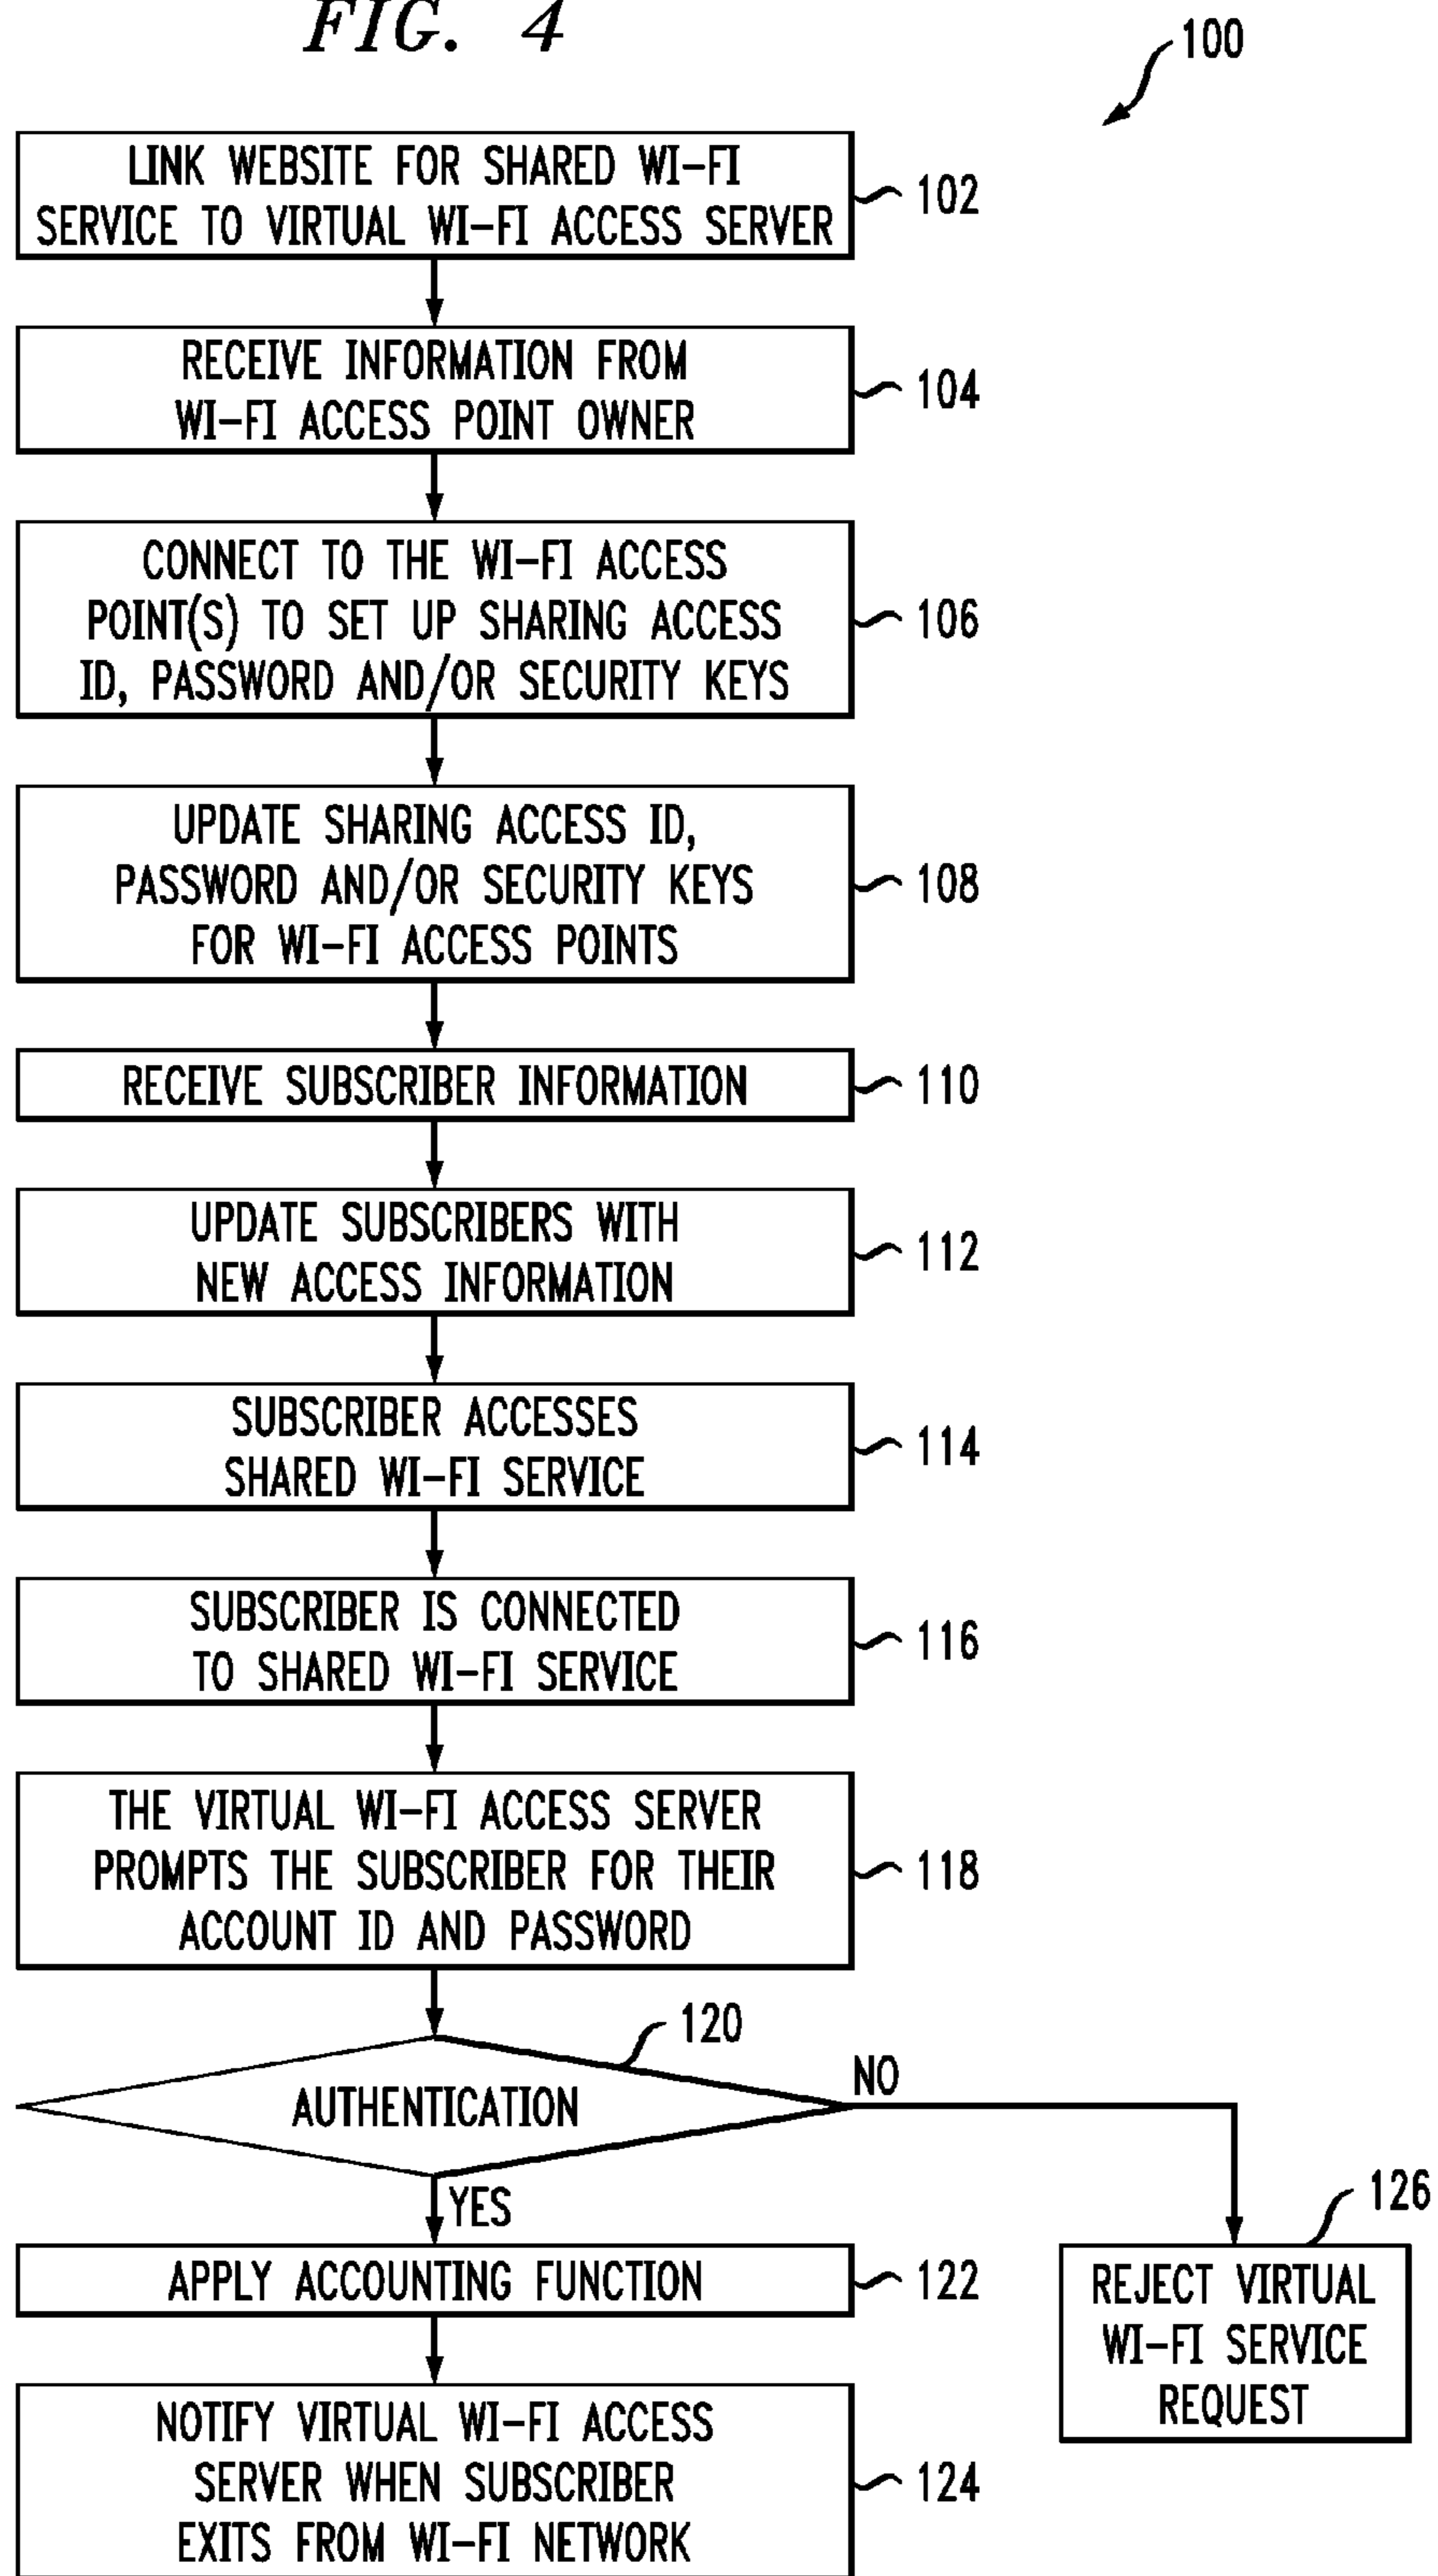 FIG. 4
100
LINK WEBSITE FOR SHARED WI-FI
SERVICE TO VIRTUAL WI-FI ACCESS SERVER
102
RECEIVE INFORMATION FROM
WI-FI ACCESS POINT OWNER
104
CONNECT TO THE WI-FI ACCESS
POINT(S) TO SET UP SHARING ACCESS
ID, PASSWORD AND/OR SECURITY KEYS
106
UPDATE SHARING ACCESS ID,
PASSWORD AND/OR SECURITY KEYS
FOR WI-FI ACCESS POINTS
108
RECEIVE SUBSCRIBER INFORMATION
110
UPDATE SUBSCRIBERS WITH
NEW ACCESS INFORMATION
112
SUBSCRIBER ACCESSES
SHARED WI-FI SERVICE
114
SUBSCRIBER IS CONNECTED
TO SHARED WI-FI SERVICE
116
THE VIRTUAL WI-FI ACCESS SERVER
PROMPTS THE SUBSCRIBER FOR THEIR
ACCOUNT ID AND PASSWORD
118
120
AUTHENTICATION
NO
YES
126
APPLY ACCOUNTING FUNCTION
122
REJECT VIRTUAL
WI-FI SERVICE
REQUEST
NOTIFY VIRTUAL WI-FI ACCESS
SERVER WHEN SUBSCRIBER
EXITS FROM WI-FI NETWORK
124